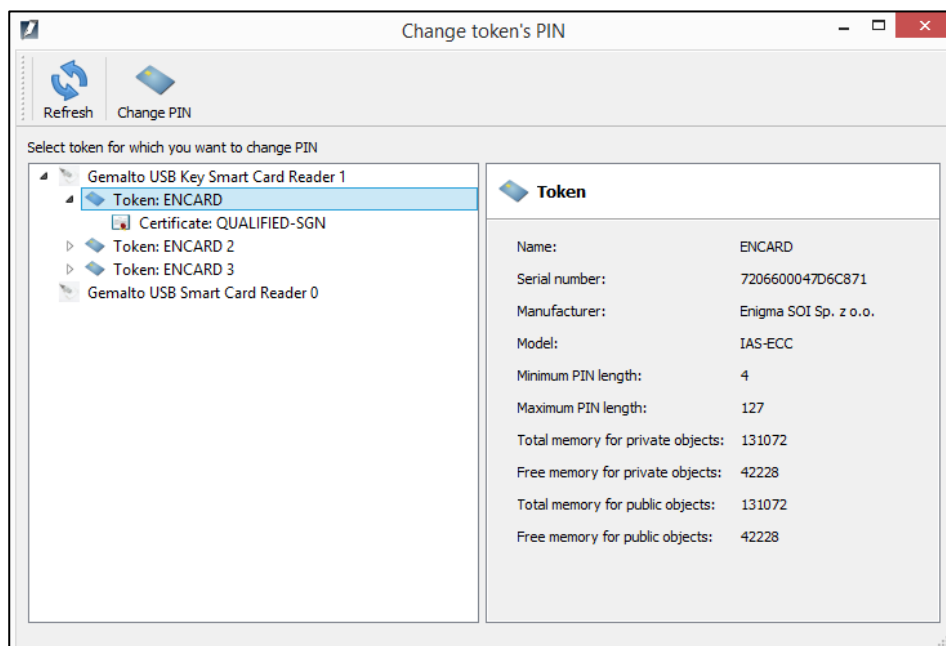 Change token's PIN
Refresh
Change PIN
Select token for which you want to change PIN
Gemalto USB Key Smart Card Reader 1
Token: ENCARD
Certificate: QUALIFIED-SGN
Token: ENCARD 2
Token: ENCARD 3
Gemalto USB Smart Card Reader 0
Token
Name: ENCARD
Serial number: 7206600047D6C871
Manufacturer: Enigma SOI Sp. z o.o.
Model: IAS-ECC
Minimum PIN length: 4
Maximum PIN length: 127
Total memory for private objects: 131072
Free memory for private objects: 42228
Total memory for public objects: 131072
Free memory for public objects: 42228